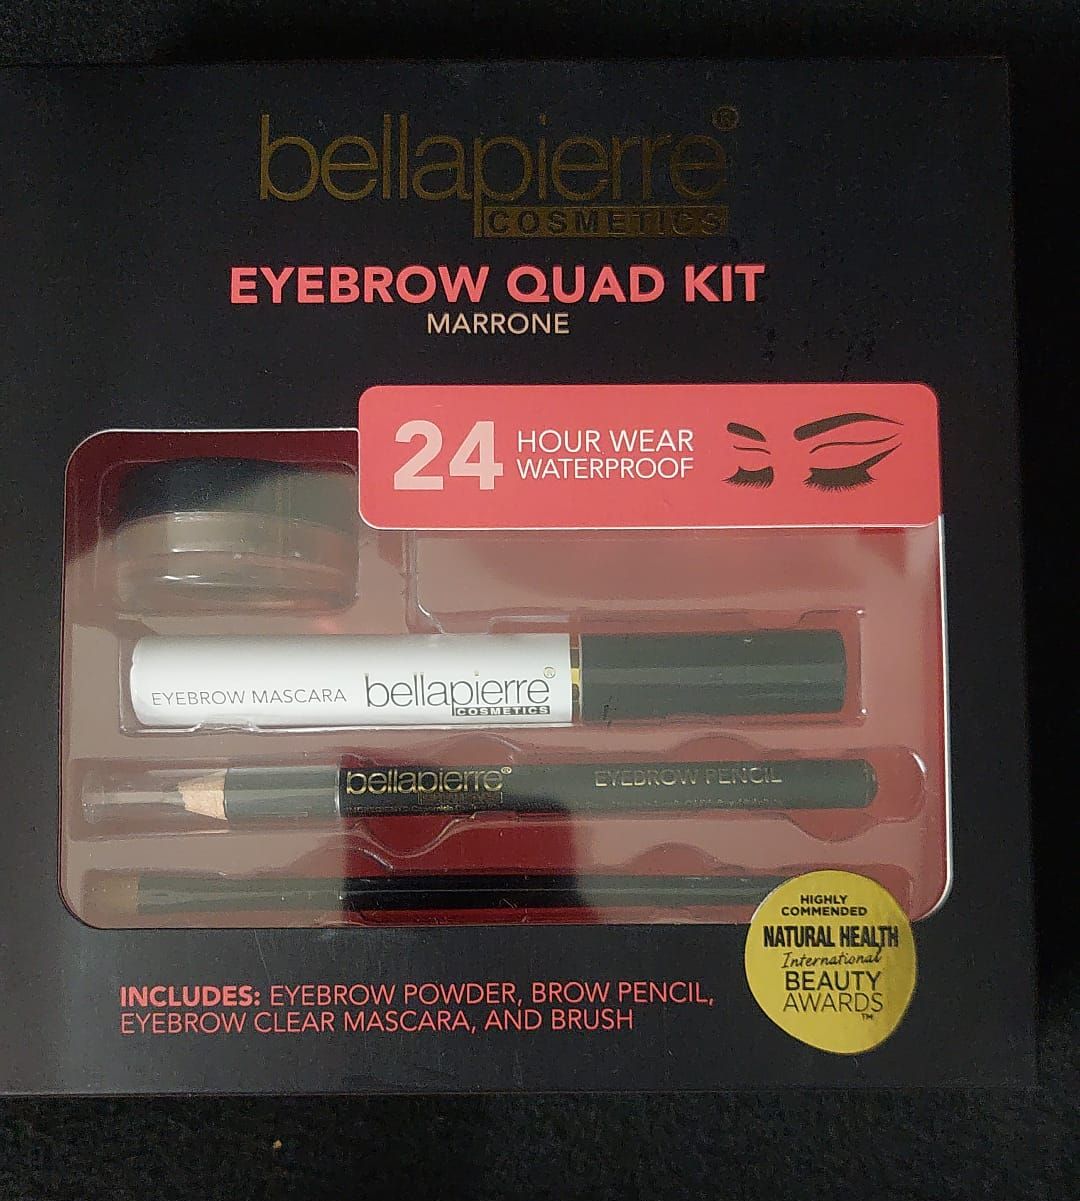 bellapierre®
COSMETICS
EYEBROW QUAD KIT
MARRONE
24 HOUR WEAR
WATERPROOF
EYEBROW MASCARA bellapierre®
COSMETICS
bellapierre® EYEBROW PENCIL
HIGHLY
COMMENDED
NATURAL HEALTH
International
BEAUTY
AWARDS™
INCLUDES: EYEBROW POWDER, BROW PENCIL,
EYEBROW CLEAR MASCARA, AND BRUSH